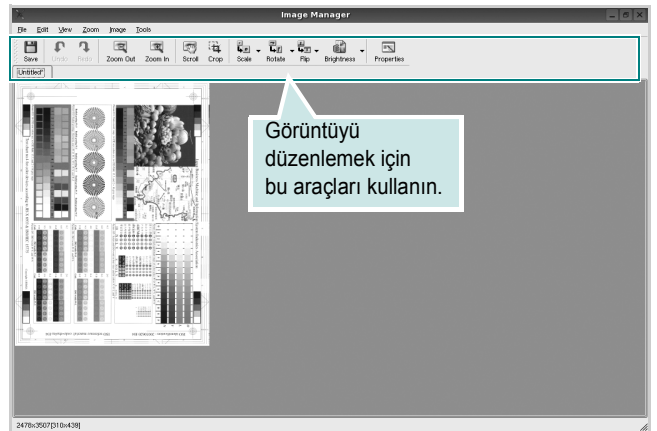 Image Manager
File Edit View Zoom Image Tools
Save Undo Redo Zoom Out Zoom In Scroll Crop Scale Rotate Flip Brightness Properties
Untitled*
Görüntüyü
düzenlemek için
bu araçları kullanın.
2478x3507[310x439]